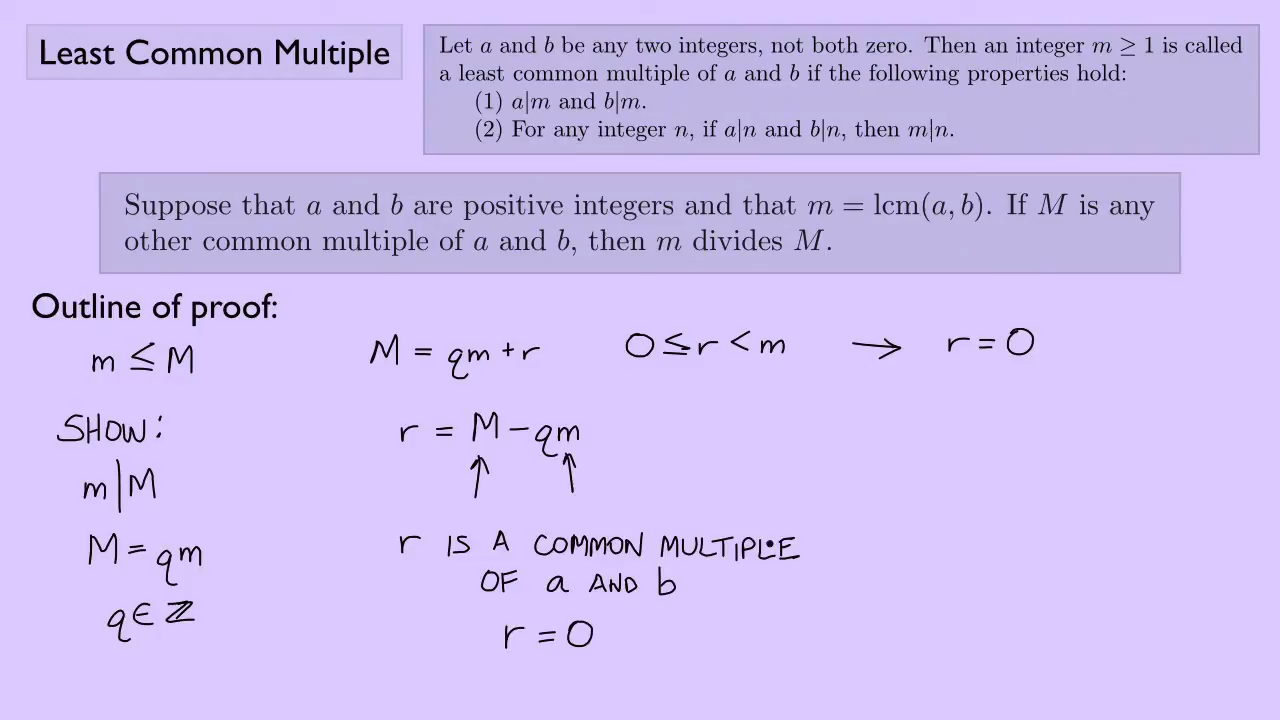 Least Common Multiple
Let a and b be any two integers, not both zero. Then an integer m ≥ 1 is called
a least common multiple of a and b if the following properties hold:
(1) a|m and b|m.
(2) For any integer n, if a|n and b|n, then m|n.
Suppose that a and b are positive integers and that m = lcm(a, b). If M is any
other common multiple of a and b, then m divides M.
Outline of proof:
m ≤ M
SHOW:
m|M
M = qm
q ∈ ℤ
M = qm + r 0 ≤ r < m → r = 0
r = M − qm
↑ ↑
r IS A COMMON MULTIPLE
OF a AND b
r = 0